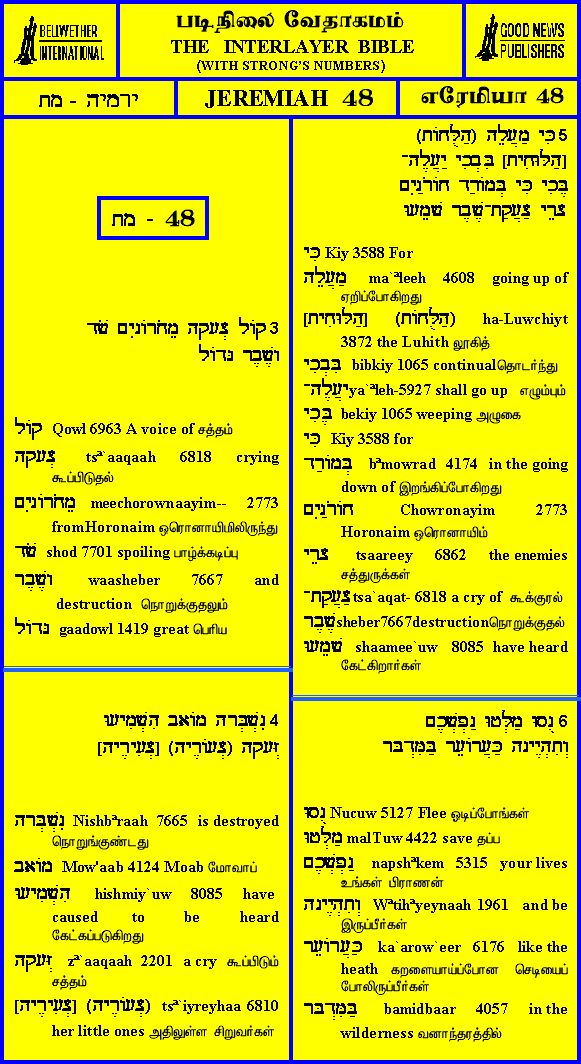 BELLWETHER
INTERNATIONAL
படிநிலை வேதாகமம்
THE INTERLAYER BIBLE
(WITH STRONG'S NUMBERS)
GOOD NEWS
PUBLISHERS
ירמיה - מח
JEREMIAH 48
எரேமியா 48
48 - מח
3 קוֹל צְעָקָה מֵחֹרוֹנָיִם שֹׁד
וָשֶׁבֶר גָּדוֹל
קוֹל Qowl 6963 A voice of சத்தம்
צְעָקָה tsª`aaqaah 6818 crying
கூப்பிடுதல்
מֵחֹרוֹנָיִם meechorownaayim-- 2773
fromHoronaim ஒரொனாயிமிலிருந்து
שֹׁד shod 7701 spoiling பாழ்க்கடிப்பு
וָשֶׁבֶר waasheber 7667 and
destruction நொறுக்குதலும்
גָּדוֹל gaadowl 1419 great பெரிய
4 נִשְׁבְּרָה מוֹאָב הִשְׁמִיעוּ
זְּעָקָה (צְעוֹרֶיהָ) [צְעִירֶיהָ]
נִשְׁבְּרָה Nishbªraah 7665 is destroyed
நொறுங்குண்டது
מוֹאָב Mow'aab 4124 Moab மோவாப்
הִשְׁמִיעוּ hishmiy`uw 8085 have
caused to be heard
கேட்கப்படுகிறது
זְּעָקָה zª`aaqaah 2201 a cry கூப்பிடும்
சத்தம்
[צְעִירֶיהָ] (צְעוֹרֶיהָ) tsª`iyreyhaa 6810
her little ones அதிலுள்ள சிறுவர்கள்
5 כִּי מַעֲלֵה (הַלֻּחוֹת)
[הַלּוּחִית] בִּבְכִי יַעֲלֶה־
בֶּכִי כִּי בְּמוֹרַד חוֹרֹנַיִם
צָרֵי צַעֲקַת־שֶׁבֶר שָׁמֵעוּ
כִּי Kiy 3588 For
מַעֲלֵה ma`ªleeh 4608 going up of
ஏறிப்போகிறது
[הַלּוּחִית] (הַלֻּחוֹת) ha-Luwchiyt
3872 the Luhith லூகித்
בִּבְכִי bibkiy 1065 continualதொடர்ந்து
יַעֲלֶה־ya`ªleh-5927 shall go up எழும்பும்
בֶּכִי bekiy 1065 weeping அழுகை
כִּי Kiy 3588 for
בְּמוֹרַד bªmowrad 4174 in the going
down of இறங்கிப்போகிறது
חוֹרֹנַיִם Chowronayim 2773
Horonaim ஒரொனாயிம்
צָרֵי tsaareey 6862 the enemies
சத்துருக்கள்
צַעֲקַת־tsa`aqat- 6818 a cry of கூக்குரல்
שֶׁבֶרsheber7667destructionநொறுக்குதல்
שָׁמֵעוּ shaamee`uw 8085 have heard
கேட்கிறார்கள்
6 נֻסוּ מַלְּטוּ נַפְשְׁכֶם
וְתִהְיֶינָה כַּעֲרוֹעֵר בַּמִּדְבָּר
נֻסוּ Nucuw 5127 Flee ஓடிப்போங்கள்
מַלְּטוּ malTuw 4422 save தப்ப
נַפְשְׁכֶם napshªkem 5315 your lives
உங்கள் பிராணன்
וְתִהְיֶינָה Wªtihªyeynaah 1961 and be
இருப்பீர்கள்
כַּעֲרוֹעֵר ka`arow`eer 6176 like the
heath கறளையாய்ப்போன செடியைப்
போலிருப்பீர்கள்
בַּמִּדְבָּר bamidbaar 4057 in the
wilderness வனாந்தரத்தில்